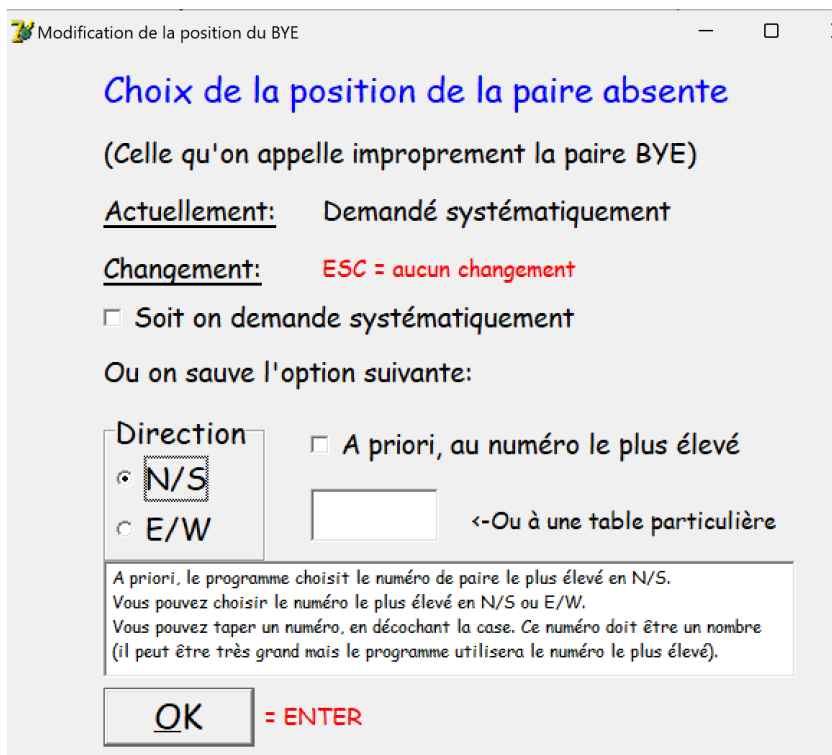 Modification de la position du BYE
Choix de la position de la paire absente
(Celle qu'on appelle improprement la paire BYE)
Actuellement: Demandé systématiquement
Changement: ESC = aucun changement
Soit on demande systématiquement
Ou on sauve l'option suivante:
Direction
N/S
E/W
A priori, au numéro le plus élevé
<-Ou à une table particulière
A priori, le programme choisit le numéro de paire le plus élevé en N/S.
Vous pouvez choisir le numéro le plus élevé en N/S ou E/W.
Vous pouvez taper un numéro, en décochant la case. Ce numéro doit être un nombre
(il peut être très grand mais le programme utilisera le numéro le plus élevé).
OK = ENTER